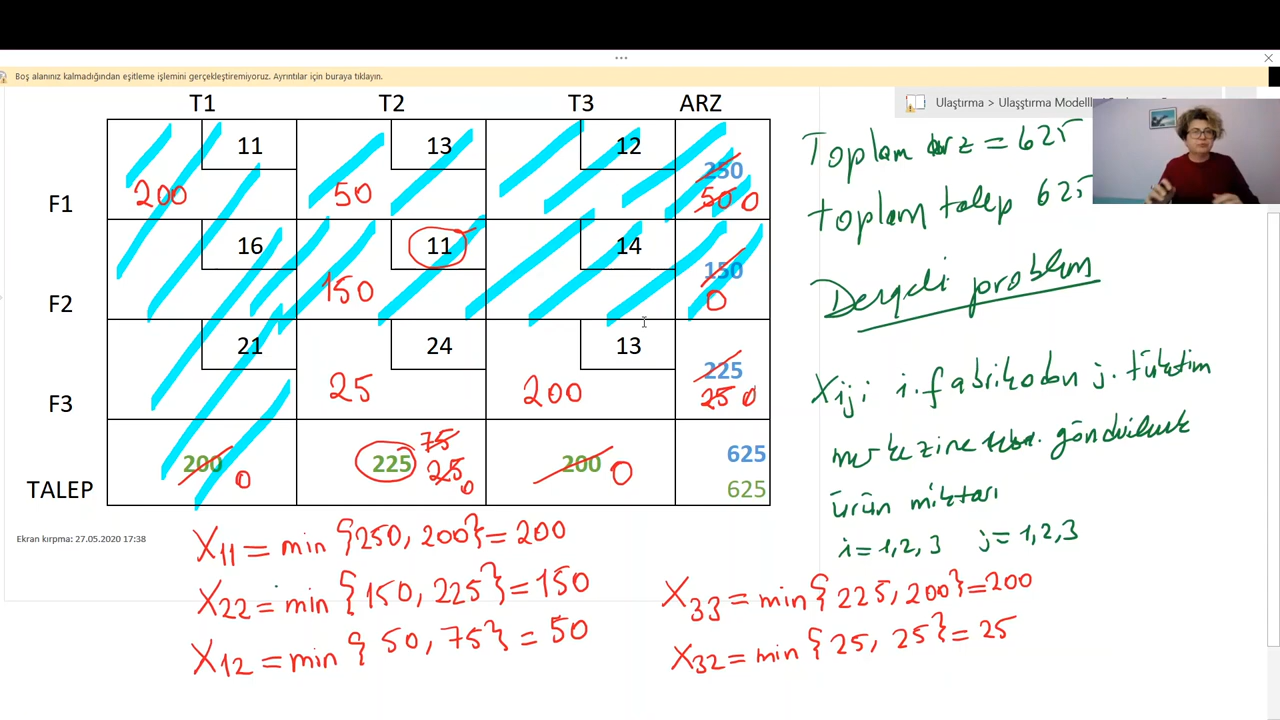 Boş alanınız kalmadığından eşitleme işlemini gerçekleştiremiyoruz. Ayrıntılar için buraya tıklayın.
Ulaştırma > Ulaşştırma Modelll
T1 T2 T3 ARZ
11 13 12 250
F1 200 50 50 0
16 11 14 150
F2 150 0
21 24 13 225
F3 25 200 25 0
TALEP 200 0 225 75 25 0 200 0 625
625
Ekran kırpma: 27.05.2020 17:38
X11 = min {250, 200} = 200
X22 = min {150, 225} = 150
X12 = min {50, 75} = 50
X33 = min {225, 200} = 200
X32 = min {25, 25} = 25
Toplam arz = 625
toplam talep 625
Dengeli problem
Xij: i. fabrikadan j. tüketim
merkezine gönderilecek
ürün miktarı
i = 1, 2, 3 j = 1, 2, 3